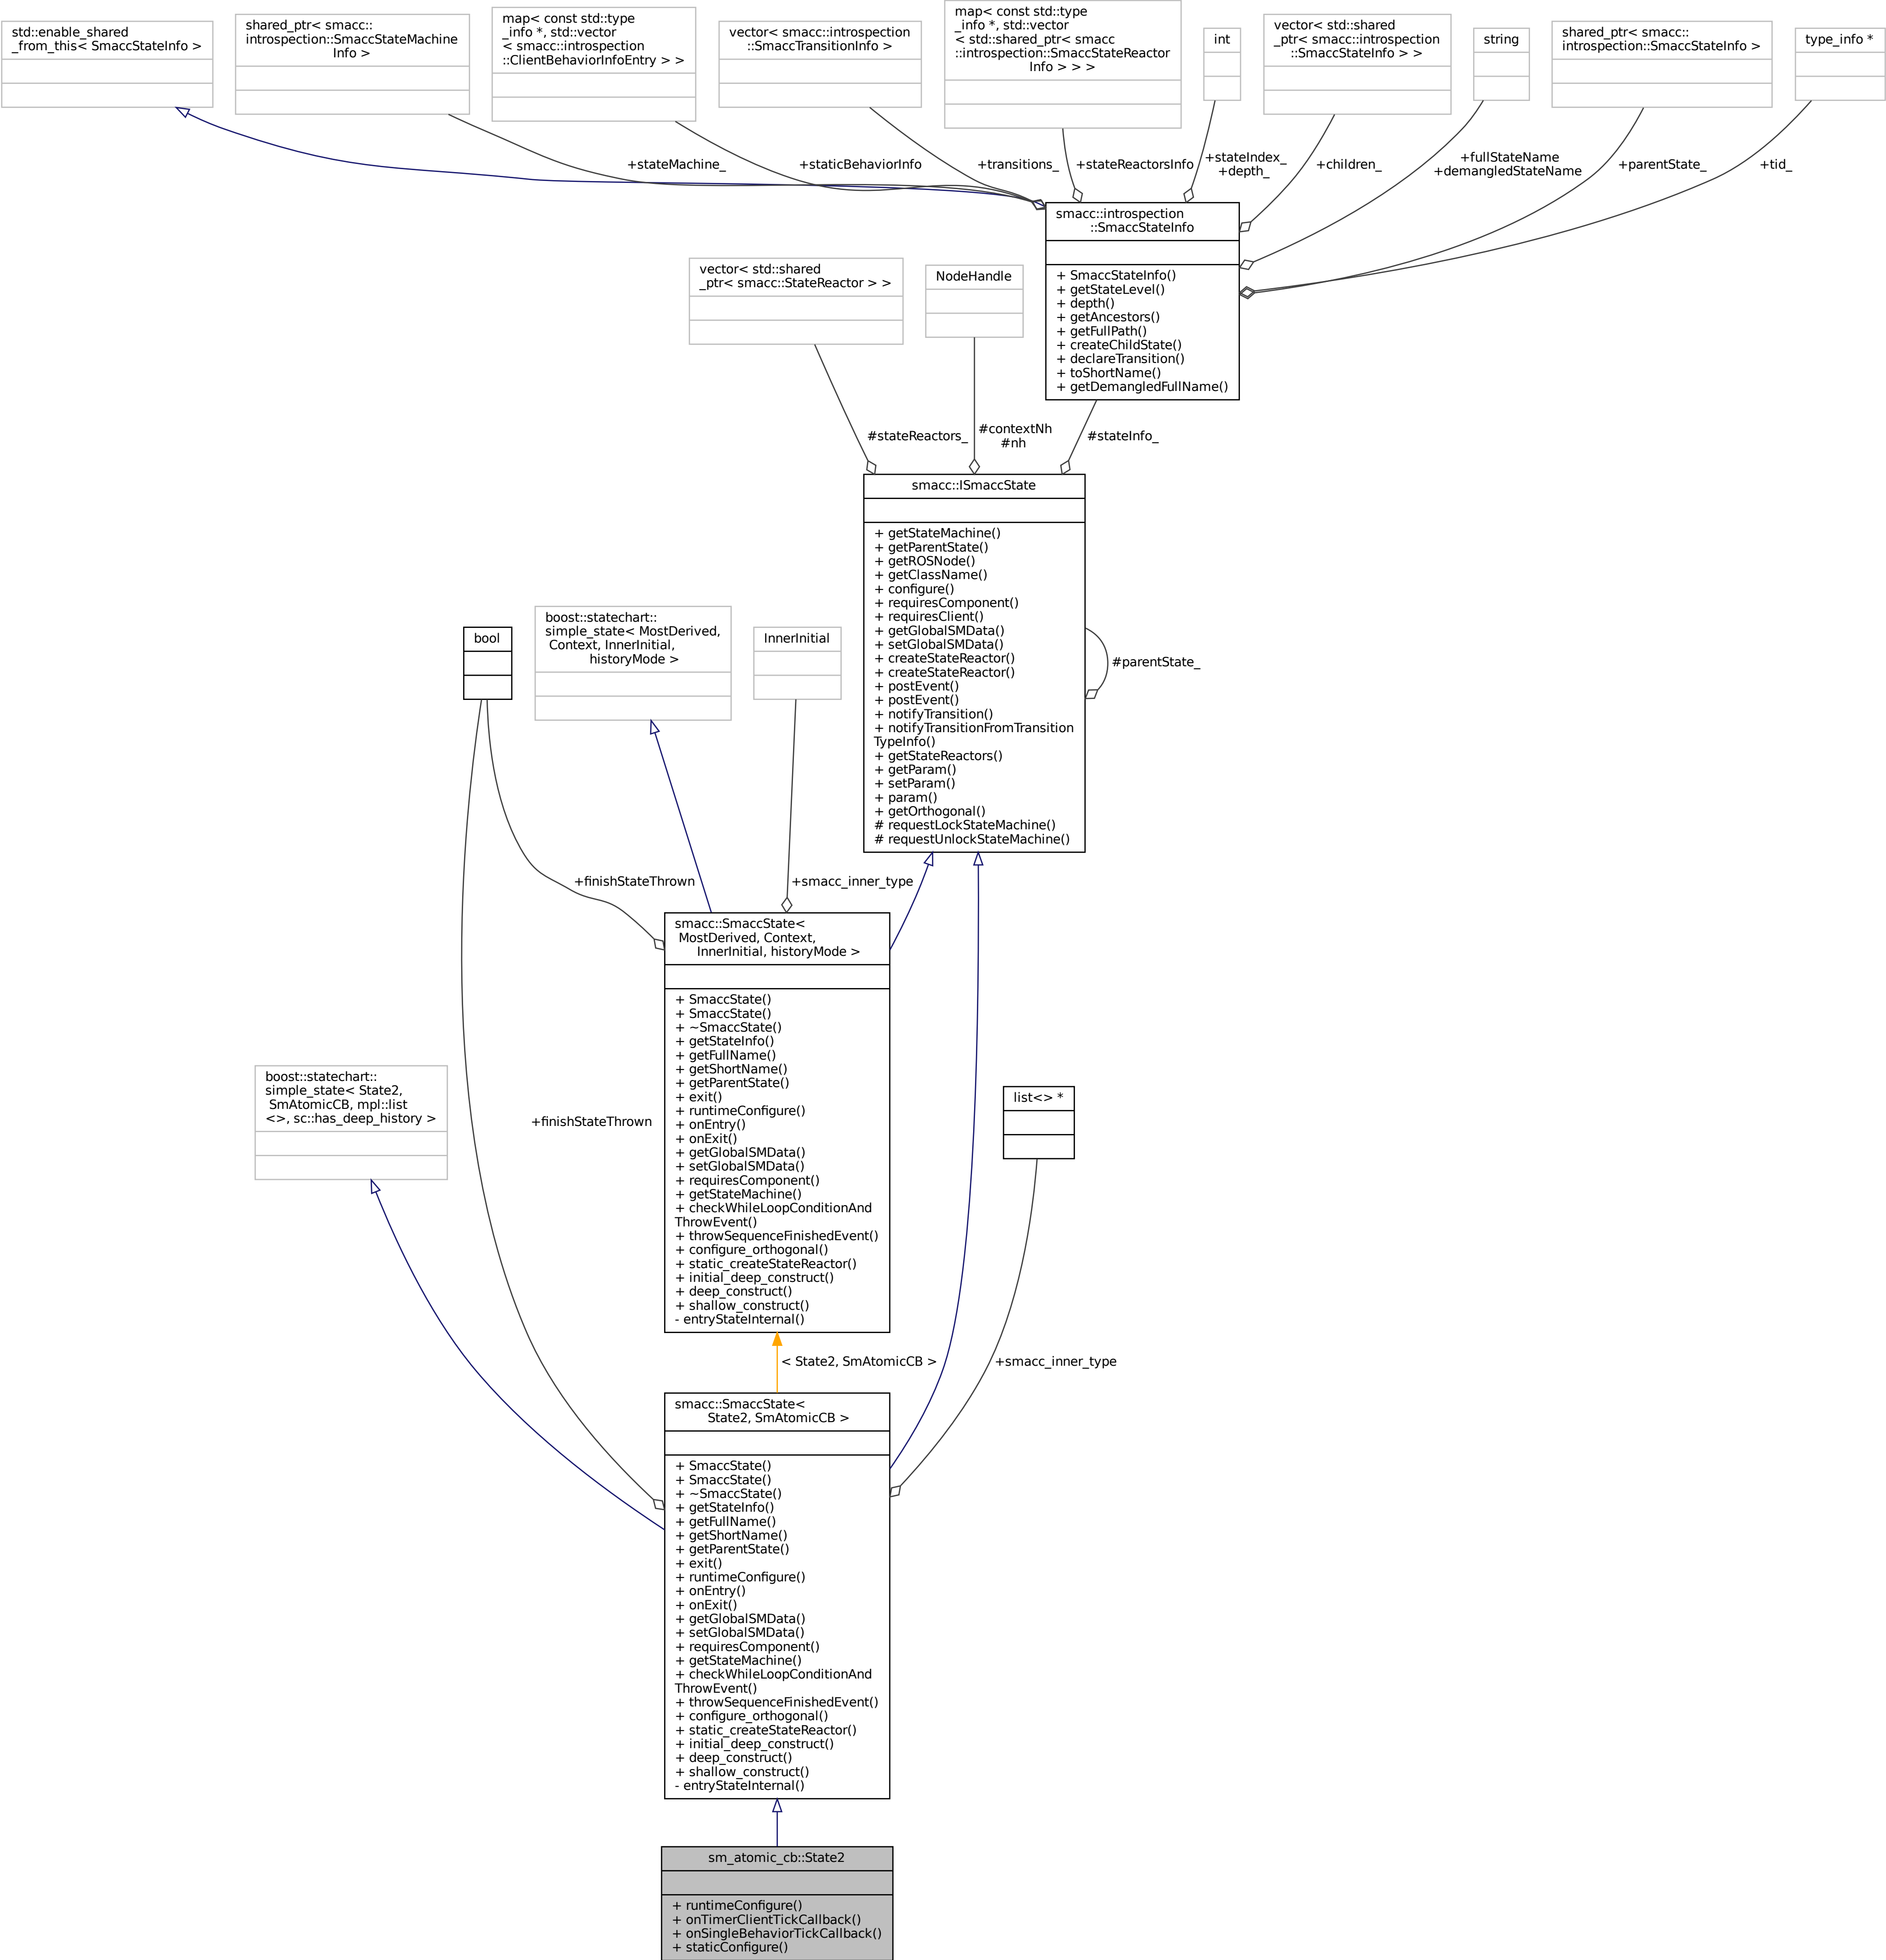 std::enable_shared
_from_this< SmaccStateInfo >
shared_ptr< smacc::
introspection::SmaccStateMachine
Info >
map< const std::type
_info *, std::vector
< smacc::introspection
::ClientBehaviorInfoEntry > >
vector< smacc::introspection
::SmaccTransitionInfo >
map< const std::type
_info *, std::vector
< std::shared_ptr< smacc
::introspection::SmaccStateReactor
Info > > >
int
vector< std::shared
_ptr< smacc::introspection
::SmaccStateInfo > >
string
shared_ptr< smacc::
introspection::SmaccStateInfo >
type_info *
+stateMachine_
+staticBehaviorInfo
+transitions_
+stateReactorsInfo
+stateIndex_
+depth_
+children_
+fullStateName
+demangledStateName
+parentState_
+tid_
smacc::introspection
::SmaccStateInfo
+ SmaccStateInfo()
+ getStateLevel()
+ depth()
+ getAncestors()
+ getFullPath()
+ createChildState()
+ declareTransition()
+ toShortName()
+ getDemangledFullName()
vector< std::shared
_ptr< smacc::StateReactor > >
NodeHandle
#stateReactors_
#contextNh
#nh
#stateInfo_
smacc::ISmaccState
+ getStateMachine()
+ getParentState()
+ getROSNode()
+ getClassName()
+ configure()
+ requiresComponent()
+ requiresClient()
+ getGlobalSMData()
+ setGlobalSMData()
+ createStateReactor()
+ createStateReactor()
+ postEvent()
+ postEvent()
+ notifyTransition()
+ notifyTransitionFromTransition
TypeInfo()
+ getStateReactors()
+ getParam()
+ setParam()
+ param()
+ getOrthogonal()
# requestLockStateMachine()
# requestUnlockStateMachine()
#parentState_
bool
boost::statechart::
simple_state< MostDerived,
Context, InnerInitial,
historyMode >
InnerInitial
+finishStateThrown
+smacc_inner_type
smacc::SmaccState<
MostDerived, Context,
InnerInitial, historyMode >
+ SmaccState()
+ SmaccState()
+ ~SmaccState()
+ getStateInfo()
+ getFullName()
+ getShortName()
+ getParentState()
+ exit()
+ runtimeConfigure()
+ onEntry()
+ onExit()
+ getGlobalSMData()
+ setGlobalSMData()
+ requiresComponent()
+ getStateMachine()
+ checkWhileLoopConditionAnd
ThrowEvent()
+ throwSequenceFinishedEvent()
+ configure_orthogonal()
+ static_createStateReactor()
+ initial_deep_construct()
+ deep_construct()
+ shallow_construct()
- entryStateInternal()
boost::statechart::
simple_state< State2,
SmAtomicCB, mpl::list
<>, sc::has_deep_history >
+finishStateThrown
list<> *
< State2, SmAtomicCB >
+smacc_inner_type
smacc::SmaccState<
State2, SmAtomicCB >
+ SmaccState()
+ SmaccState()
+ ~SmaccState()
+ getStateInfo()
+ getFullName()
+ getShortName()
+ getParentState()
+ exit()
+ runtimeConfigure()
+ onEntry()
+ onExit()
+ getGlobalSMData()
+ setGlobalSMData()
+ requiresComponent()
+ getStateMachine()
+ checkWhileLoopConditionAnd
ThrowEvent()
+ throwSequenceFinishedEvent()
+ configure_orthogonal()
+ static_createStateReactor()
+ initial_deep_construct()
+ deep_construct()
+ shallow_construct()
- entryStateInternal()
sm_atomic_cb::State2
+ runtimeConfigure()
+ onTimerClientTickCallback()
+ onSingleBehaviorTickCallback()
+ staticConfigure()